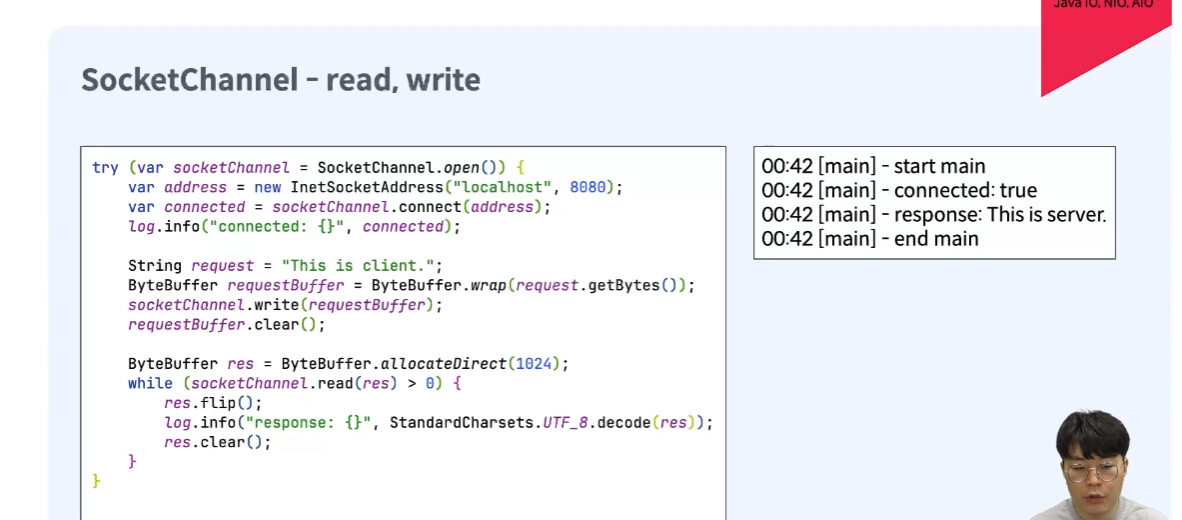 Java IO, NIO, AIO
SocketChannel - read, write
try (var socketChannel = SocketChannel.open()) {
    var address = new InetSocketAddress("localhost", 8080);
    var connected = socketChannel.connect(address);
    log.info("connected: {}", connected);

    String request = "This is client.";
    ByteBuffer requestBuffer = ByteBuffer.wrap(request.getBytes());
    socketChannel.write(requestBuffer);
    requestBuffer.clear();

    ByteBuffer res = ByteBuffer.allocateDirect(1024);
    while (socketChannel.read(res) > 0) {
        res.flip();
        log.info("response: {}", StandardCharsets.UTF_8.decode(res));
        res.clear();
    }
}
00:42 [main] - start main
00:42 [main] - connected: true
00:42 [main] - response: This is server.
00:42 [main] - end main